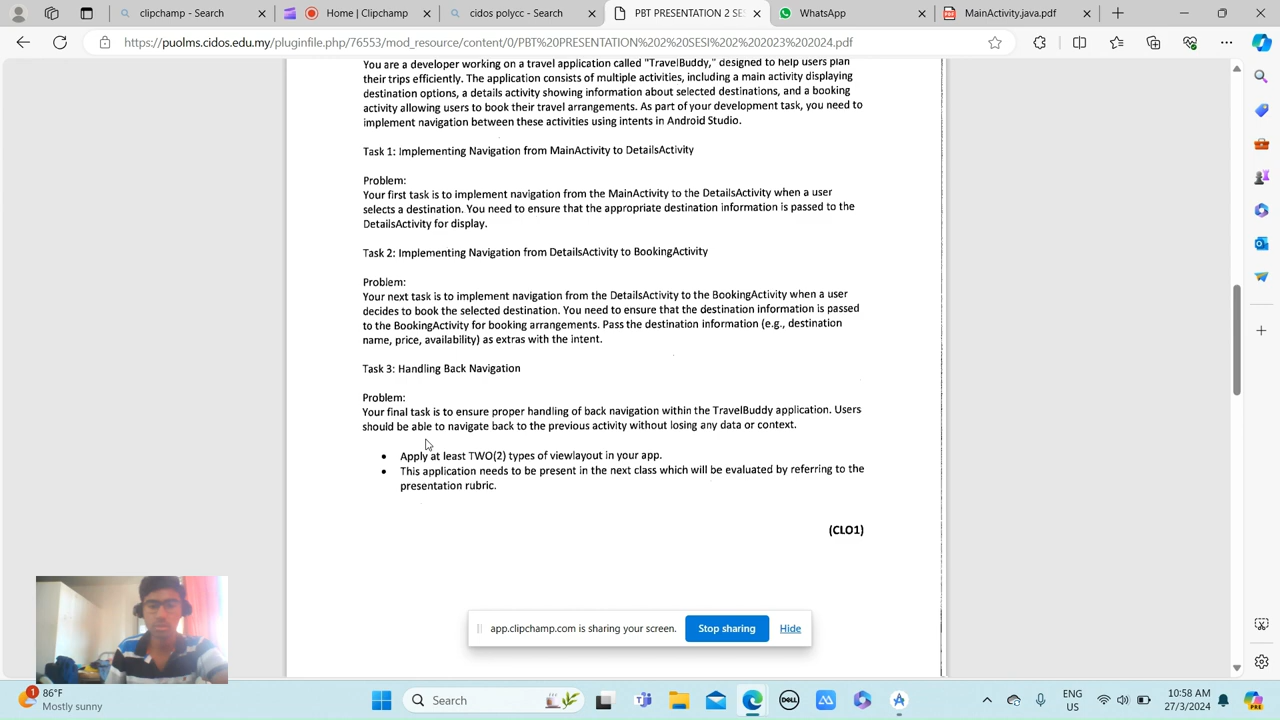 clipchamp - Search
Home | Clipchamp
cidos polycc - Search
PBT PRESENTATION 2 SES
WhatsApp
MainActivity.java.pdf
https://puolms.cidos.edu.my/pluginfile.php/76553/mod_resource/content/0/PBT%20PRESENTATION%202%20SESI%202%202023%202024.pdf
You are a developer working on a travel application called "TravelBuddy," designed to help users plan
their trips efficiently. The application consists of multiple activities, including a main activity displaying
destination options, a details activity showing information about selected destinations, and a booking
activity allowing users to book their travel arrangements. As part of your development task, you need to
implement navigation between these activities using intents in Android Studio.
Task 1: Implementing Navigation from MainActivity to DetailsActivity
Problem:
Your first task is to implement navigation from the MainActivity to the DetailsActivity when a user
selects a destination. You need to ensure that the appropriate destination information is passed to the
DetailsActivity for display.
Task 2: Implementing Navigation from DetailsActivity to BookingActivity
Problem:
Your next task is to implement navigation from the DetailsActivity to the BookingActivity when a user
decides to book the selected destination. You need to ensure that the destination information is passed
to the BookingActivity for booking arrangements. Pass the destination information (e.g., destination
name, price, availability) as extras with the intent.
Task 3: Handling Back Navigation
Problem:
Your final task is to ensure proper handling of back navigation within the TravelBuddy application. Users
should be able to navigate back to the previous activity without losing any data or context.
• Apply at least TWO(2) types of viewlayout in your app.
• This application needs to be present in the next class which will be evaluated by referring to the
presentation rubric.
(CLO1)
app.clipchamp.com is sharing your screen.
Stop sharing
Hide
1
86°F
Mostly sunny
Search
DELL
ENG
US
10:58 AM
27/3/2024
PRE